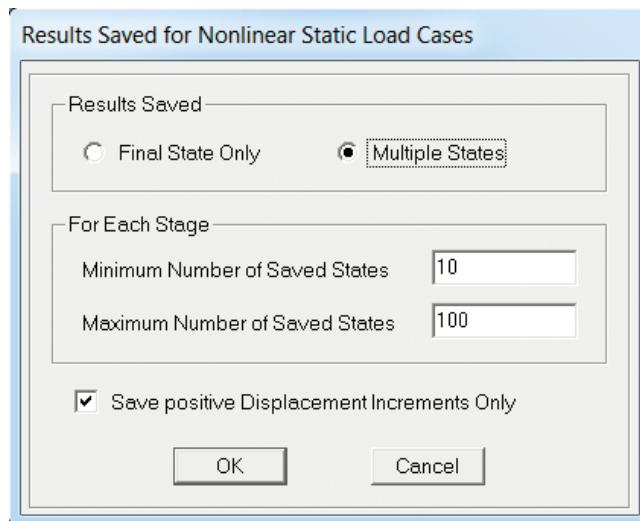 Results Saved for Nonlinear Static Load Cases
Results Saved
Final State Only Multiple States
For Each Stage
Minimum Number of Saved States 10
Maximum Number of Saved States 100
Save positive Displacement Increments Only
OK Cancel